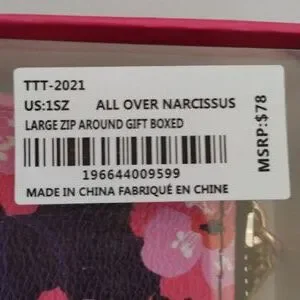 TTT-2021
US:1SZ ALL OVER NARCISSUS
LARGE ZIP AROUND GIFT BOXED
196644009599
MADE IN CHINA FABRIQUÉ EN CHINE
MSRP:$78